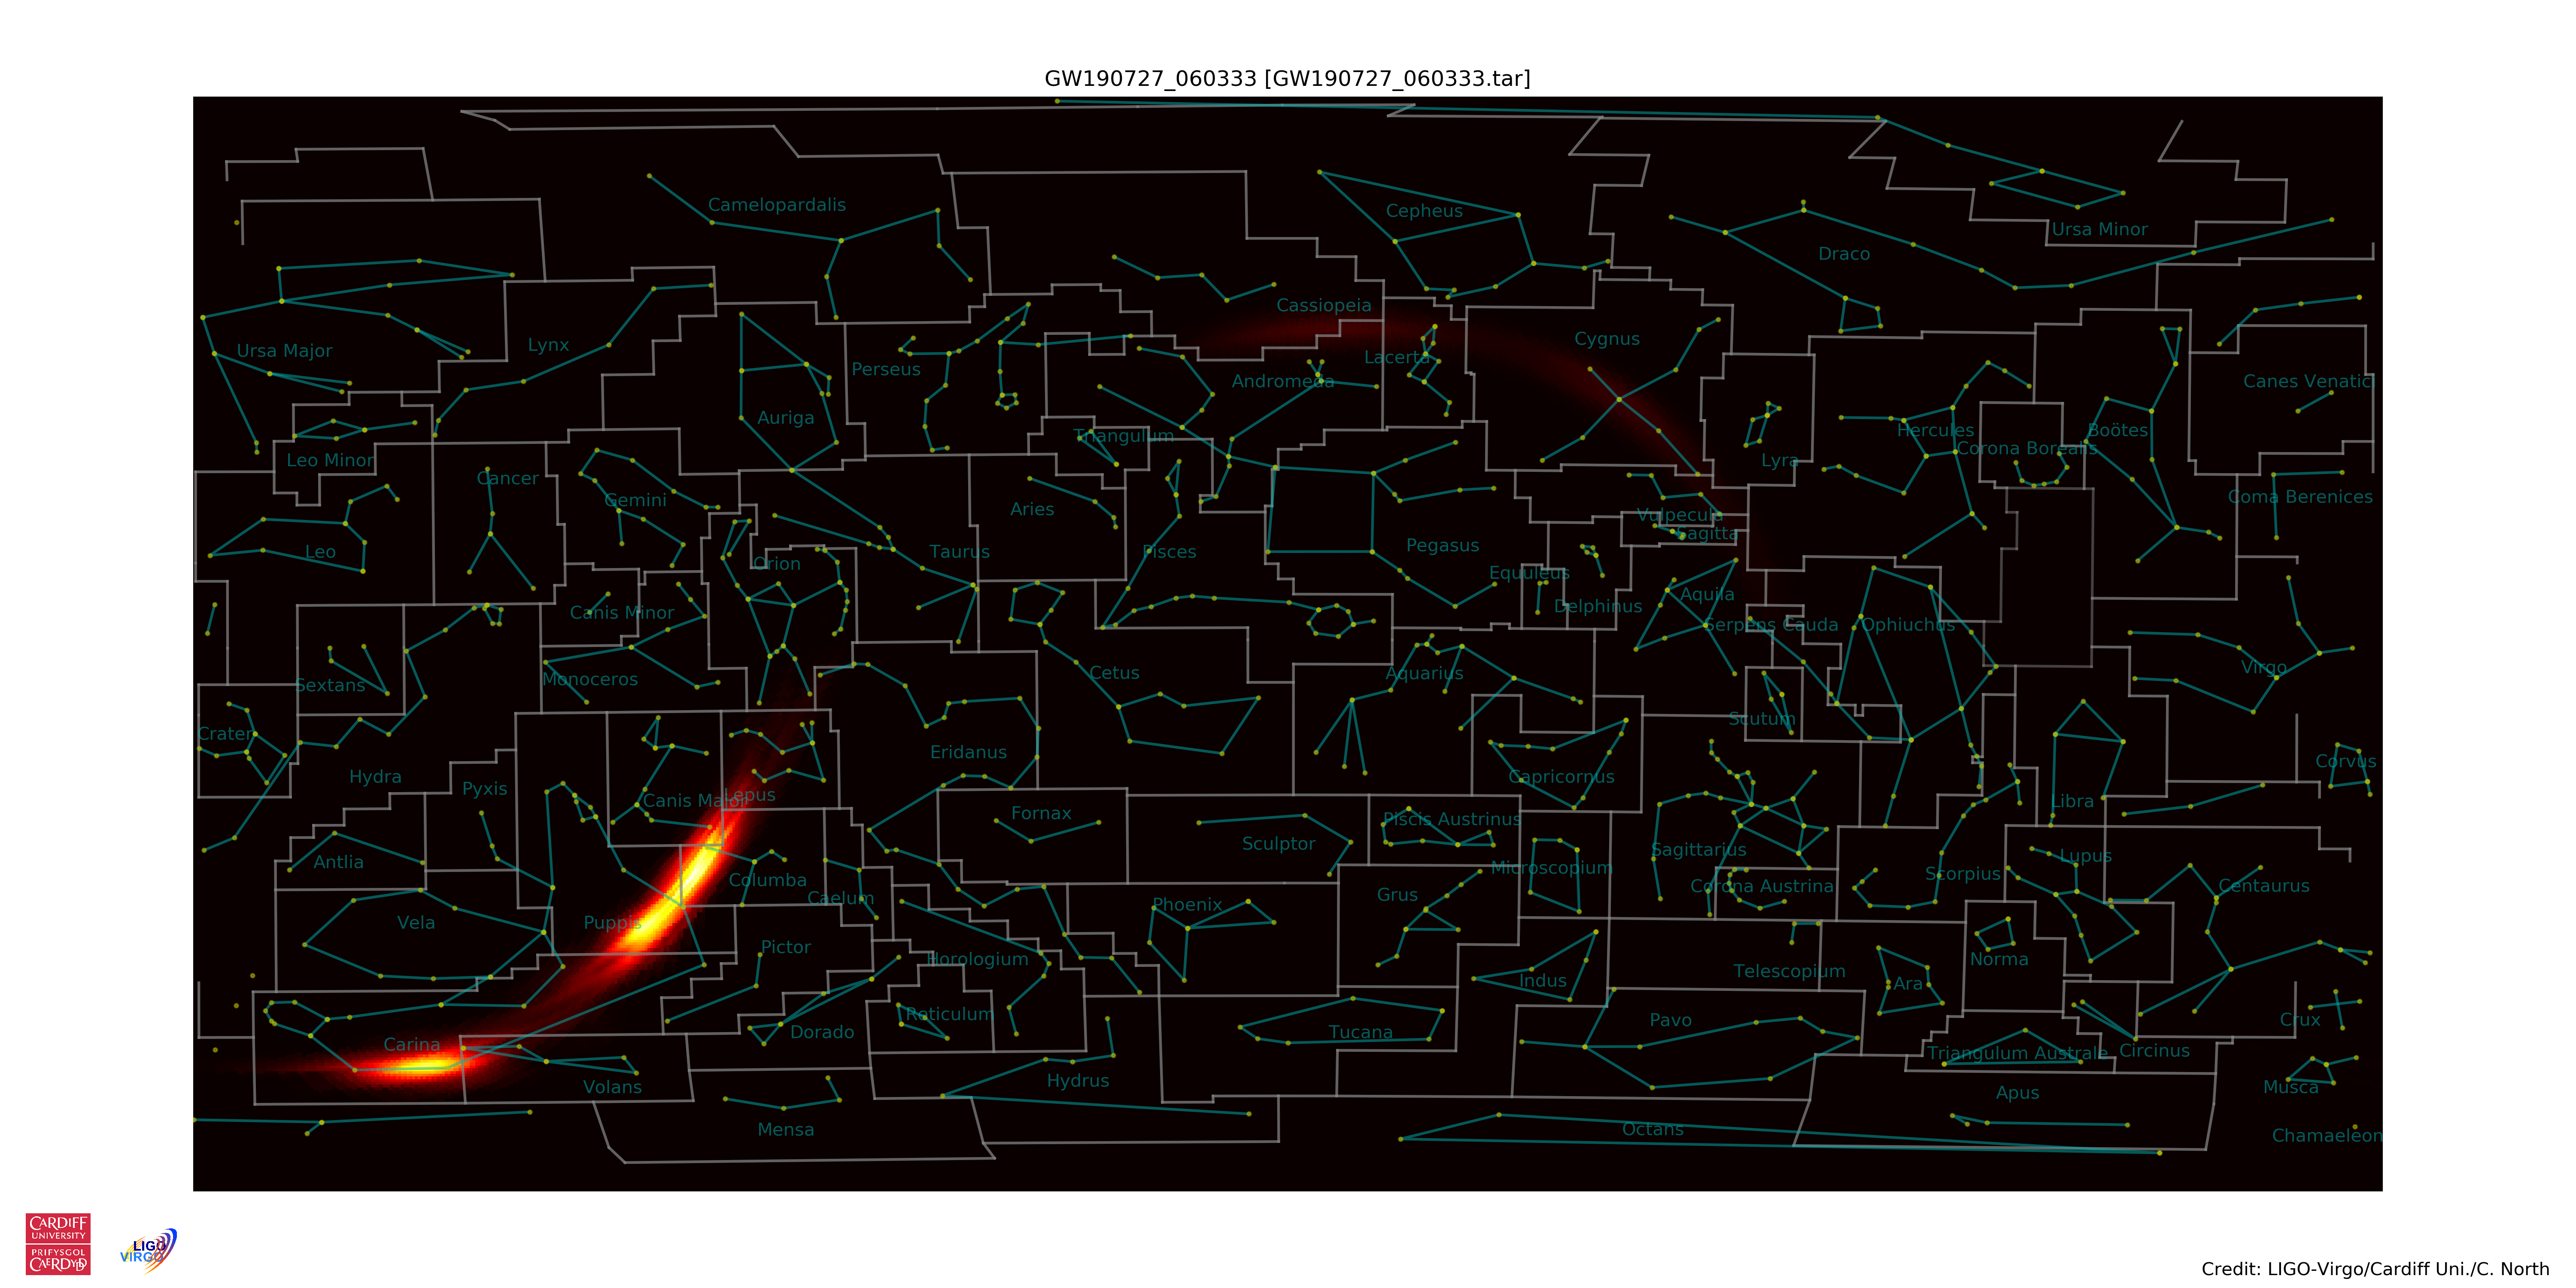 GW190727_060333 [GW190727_060333.tar]
Camelopardalis
Cepheus
Ursa Minor
Draco
Cassiopeia
Cygnus
Ursa Major
Lynx
Perseus
Lacerta
Andromeda
Canes Venatici
Auriga
Triangulum
Hercules
Boötes
Corona Borealis
Leo Minor
Lyra
Cancer
Gemini
Coma Berenices
Aries
Vulpecula
Sagitta
Leo
Orion
Taurus
Pisces
Pegasus
Equuleus
Canis Minor
Delphinus
Aquila
Serpens Cauda
Ophiuchus
Sextans
Monoceros
Cetus
Aquarius
Virgo
Crater
Scutum
Eridanus
Hydra
Pyxis
Capricornus
Corvus
Canis Major
Lepus
Fornax
Piscis Austrinus
Libra
Antlia
Sculptor
Sagittarius
Lupus
Columba
Caelum
Microscopium
Grus
Corona Austrina
Scorpius
Centaurus
Vela
Puppis
Phoenix
Pictor
Horologium
Indus
Telescopium
Ara
Norma
Reticulum
Carina
Dorado
Tucana
Pavo
Crux
Triangulum Australe
Circinus
Volans
Hydrus
Apus
Musca
Mensa
Octans
Chamaeleon
CARDIFF
UNIVERSITY
PRIFYSGOL
CAERDYDD
LIGO
VIRGO
Credit: LIGO-Virgo/Cardiff Uni./C. North